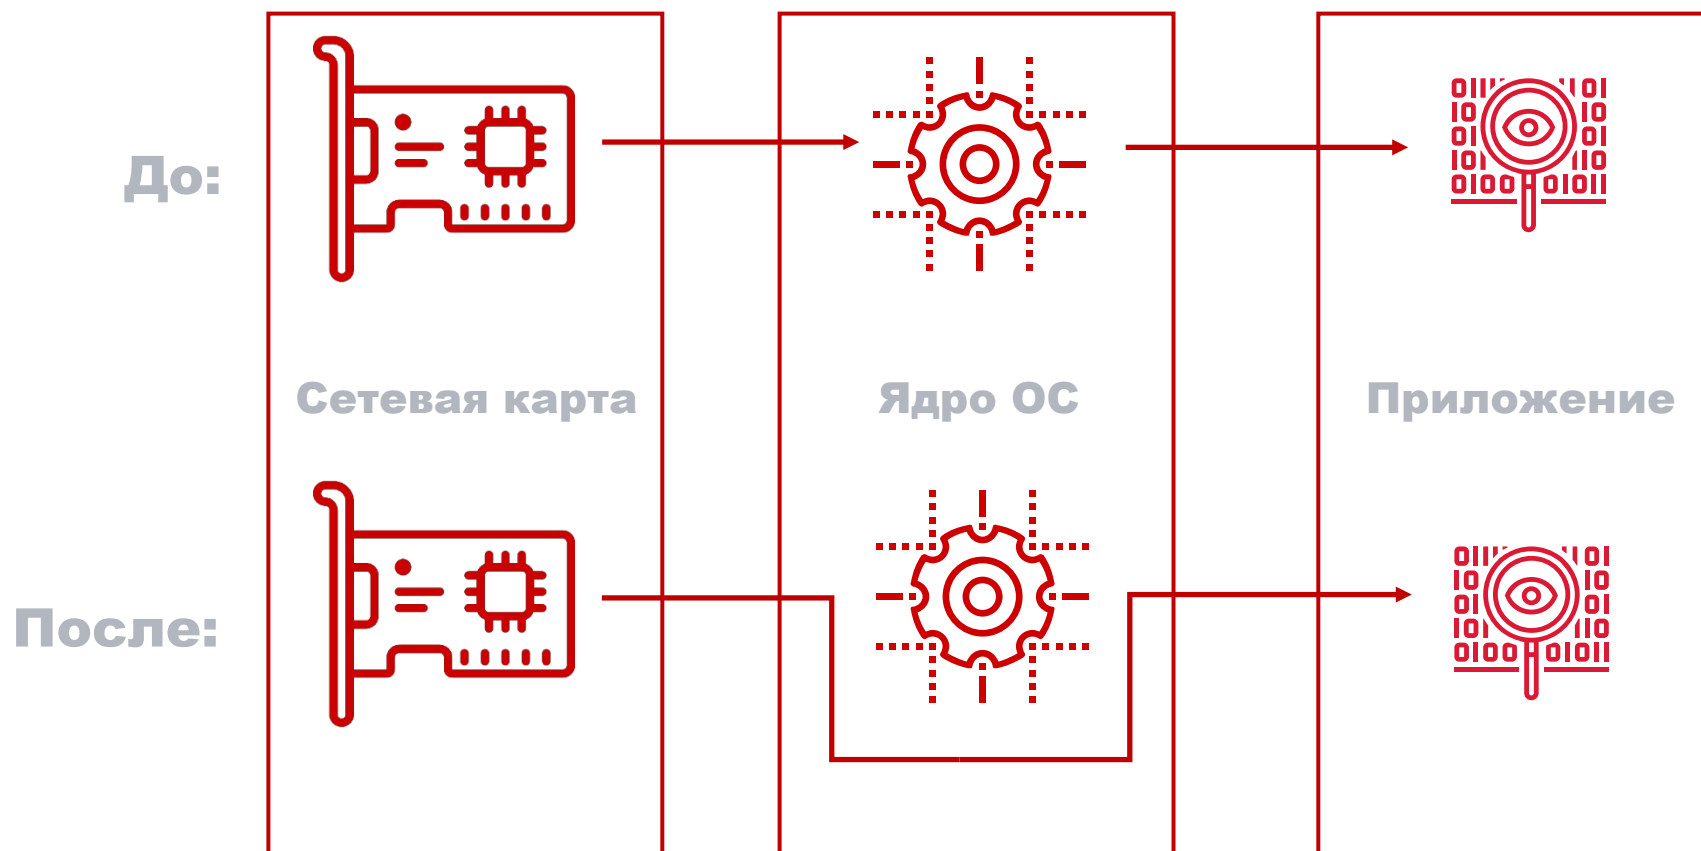 До:
Сетевая карта
Ядро ОС
Приложение
После: